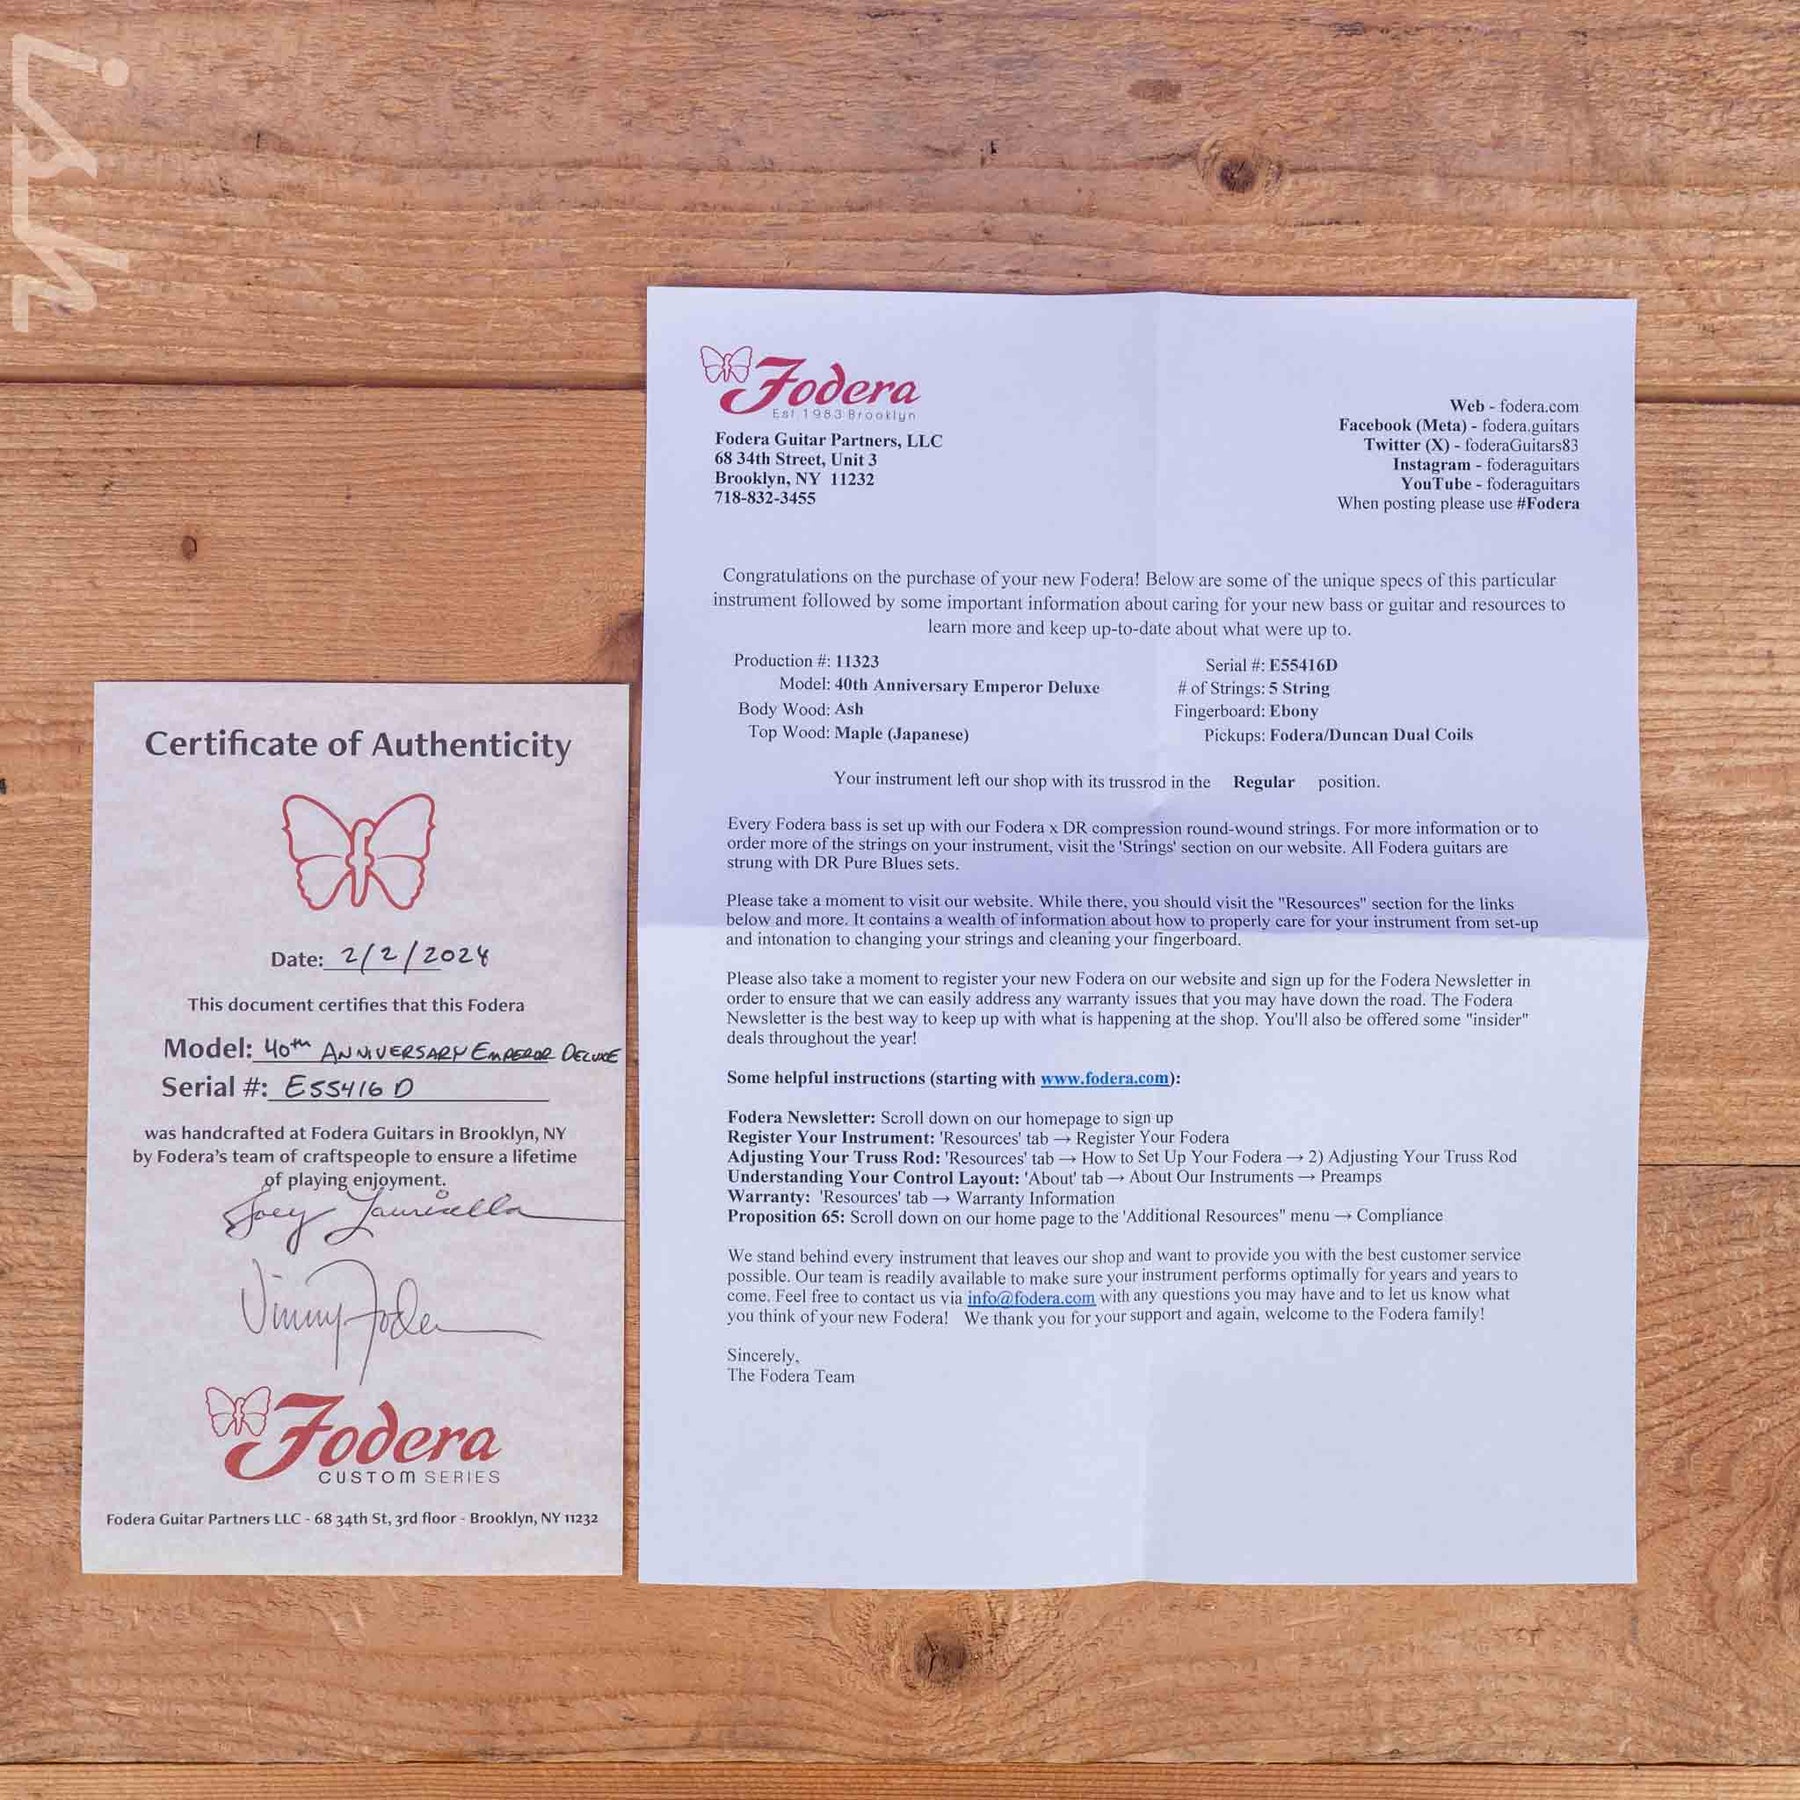 ish
Certificate of Authenticity
Date: 2/2/2024
This document certifies that this Fodera
Model: 40th ANNIVERSARY EMPEROR DELUXE
Serial #: E55416D
was handcrafted at Fodera Guitars in Brooklyn, NY
by Fodera's team of craftspeople to ensure a lifetime
of playing enjoyment.
Joey Lauricella
Vinny Fodera
Fodera
CUSTOM SERIES
Fodera Guitar Partners LLC - 68 34th St, 3rd floor - Brooklyn, NY 11232
Fodera
Est 1983 Brooklyn
Fodera Guitar Partners, LLC
68 34th Street, Unit 3
Brooklyn, NY 11232
718-832-3455
Web - fodera.com
Facebook (Meta) - fodera.guitars
Twitter (X) - foderaGuitars83
Instagram - foderaguitars
YouTube - foderaguitars
When posting please use #Fodera
Congratulations on the purchase of your new Fodera! Below are some of the unique specs of this particular
instrument followed by some important information about caring for your new bass or guitar and resources to
learn more and keep up-to-date about what were up to.
Production #: 11323
Model: 40th Anniversary Emperor Deluxe
Body Wood: Ash
Top Wood: Maple (Japanese)
Serial #: E55416D
# of Strings: 5 String
Fingerboard: Ebony
Pickups: Fodera/Duncan Dual Coils
Your instrument left our shop with its trussrod in the Regular position.
Every Fodera bass is set up with our Fodera x DR compression round-wound strings. For more information or to
order more of the strings on your instrument, visit the 'Strings' section on our website. All Fodera guitars are
strung with DR Pure Blues sets.
Please take a moment to visit our website. While there, you should visit the "Resources" section for the links
below and more. It contains a wealth of information about how to properly care for your instrument from set-up
and intonation to changing your strings and cleaning your fingerboard.
Please also take a moment to register your new Fodera on our website and sign up for the Fodera Newsletter in
order to ensure that we can easily address any warranty issues that you may have down the road. The Fodera
Newsletter is the best way to keep up with what is happening at the shop. You'll also be offered some "insider"
deals throughout the year!
Some helpful instructions (starting with www.fodera.com):
Fodera Newsletter: Scroll down on our homepage to sign up
Register Your Instrument: 'Resources' tab → Register Your Fodera
Adjusting Your Truss Rod: 'Resources' tab → How to Set Up Your Fodera → 2) Adjusting Your Truss Rod
Understanding Your Control Layout: 'About' tab → About Our Instruments → Preamps
Warranty: 'Resources' tab → Warranty Information
Proposition 65: Scroll down on our home page to the 'Additional Resources" menu → Compliance
We stand behind every instrument that leaves our shop and want to provide you with the best customer service
possible. Our team is readily available to make sure your instrument performs optimally for years and years to
come. Feel free to contact us via info@fodera.com with any questions you may have and to let us know what
you think of your new Fodera! We thank you for your support and again, welcome to the Fodera family!
Sincerely,
The Fodera Team